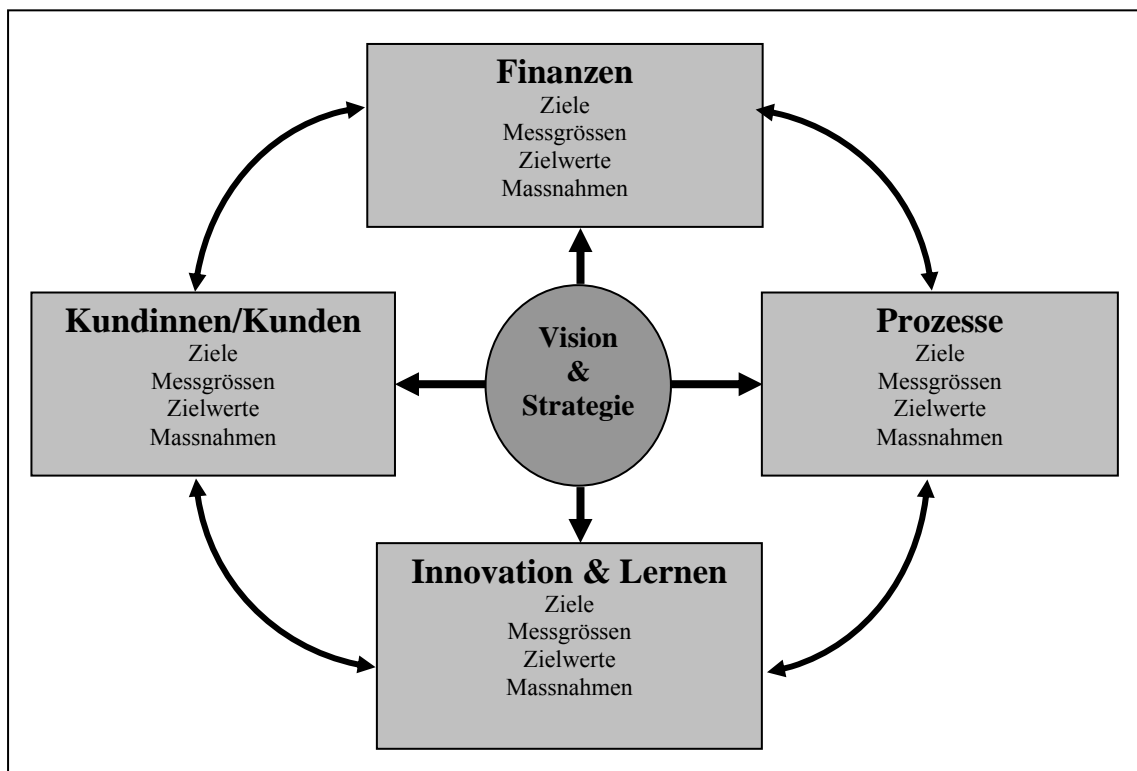 Finanzen
Ziele
Messgrössen
Zielwerte
Massnahmen
Kundinnen/Kunden
Ziele
Messgrössen
Zielwerte
Massnahmen
Vision
&
Strategie
Prozesse
Ziele
Messgrössen
Zielwerte
Massnahmen
Innovation & Lernen
Ziele
Messgrössen
Zielwerte
Massnahmen